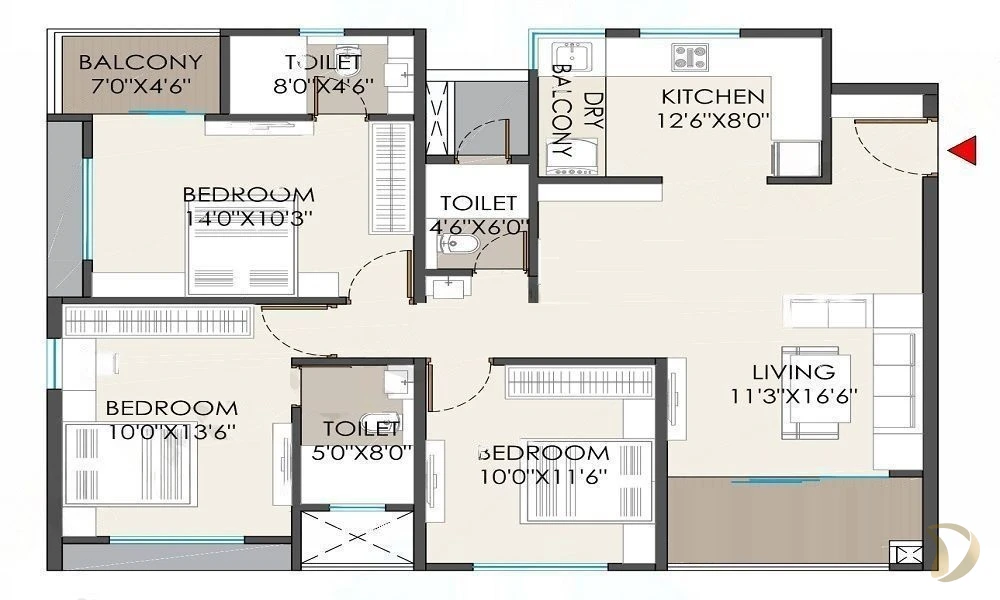 BALCONY
7'0"X4'6"
TOILET
8'0"X4'6"
DRY
BALCONY
KITCHEN
12'6"X8'0"
BEDROOM
14'0"X10'3"
TOILET
4'6"X6'0"
LIVING
11'3"X16'6"
BEDROOM
10'0"X13'6"
TOILET
5'0"X8'0"
BEDROOM
10'0"X11'6"